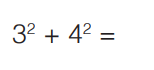 3² + 4² =